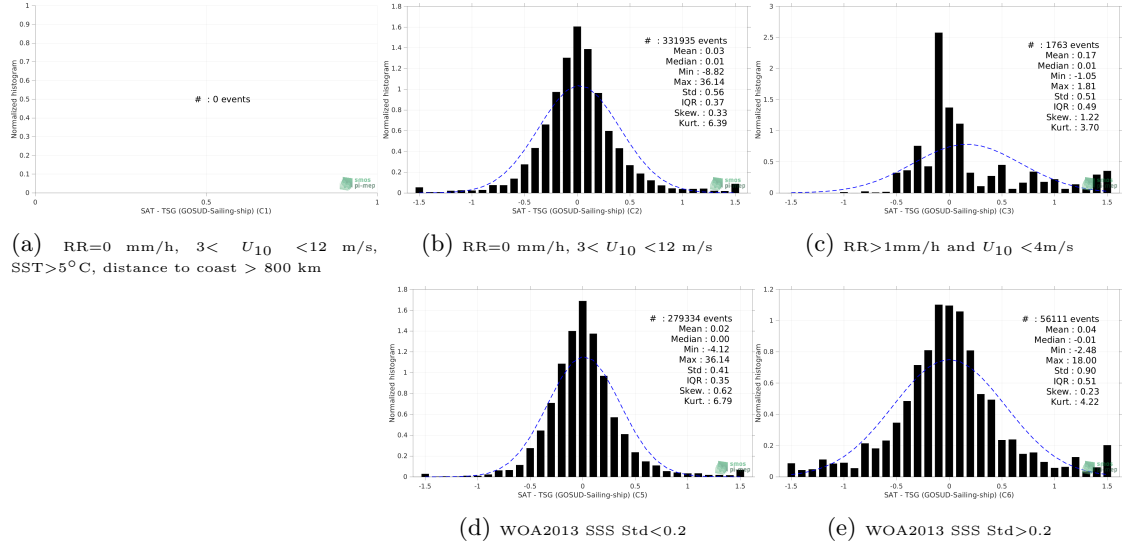 1
0.9
0.8
0.7
0.6
0.5
0.4
0.3
0.2
0.1
0
0 0.5 1
Normalized histogram
# : 0 events
smos
pi-mep
SAT - TSG (GOSUD-Sailing-ship) (C1)
(a) RR=0 mm/h, 3< U10 <12 m/s,
SST>5°C, distance to coast > 800 km
1.8
1.6
1.4
1.2
1
0.8
0.6
0.4
0.2
0
-1.5 -1 -0.5 0 0.5 1 1.5
Normalized histogram
# : 331935 events
Mean : 0.03
Median : 0.01
Min : -8.82
Max : 36.14
Std : 0.56
IQR : 0.37
Skew. : 0.33
Kurt. : 6.39
smos
pi-mep
SAT - TSG (GOSUD-Sailing-ship) (C2)
(b) RR=0 mm/h, 3< U10 <12 m/s
3
2.5
2
1.5
1
0.5
0
-1.5 -1 -0.5 0 0.5 1 1.5
Normalized histogram
# : 1763 events
Mean : 0.17
Median : 0.01
Min : -1.05
Max : 1.81
Std : 0.51
IQR : 0.49
Skew. : 1.22
Kurt. : 3.70
smos
pi-mep
SAT - TSG (GOSUD-Sailing-ship) (C3)
(c) RR>1mm/h and U10 <4m/s
1.8
1.6
1.4
1.2
1
0.8
0.6
0.4
0.2
0
-1.5 -1 -0.5 0 0.5 1 1.5
Normalized histogram
# : 279334 events
Mean : 0.02
Median : 0.00
Min : -4.12
Max : 36.14
Std : 0.41
IQR : 0.35
Skew. : 0.62
Kurt. : 6.79
smos
pi-mep
SAT - TSG (GOSUD-Sailing-ship) (C5)
(d) WOA2013 SSS Std<0.2
1.2
1
0.8
0.6
0.4
0.2
0
-1.5 -1 -0.5 0 0.5 1 1.5
Normalized histogram
# : 56111 events
Mean : 0.04
Median : -0.01
Min : -2.48
Max : 18.00
Std : 0.90
IQR : 0.51
Skew. : 0.23
Kurt. : 4.22
smos
pi-mep
SAT - TSG (GOSUD-Sailing-ship) (C6)
(e) WOA2013 SSS Std>0.2